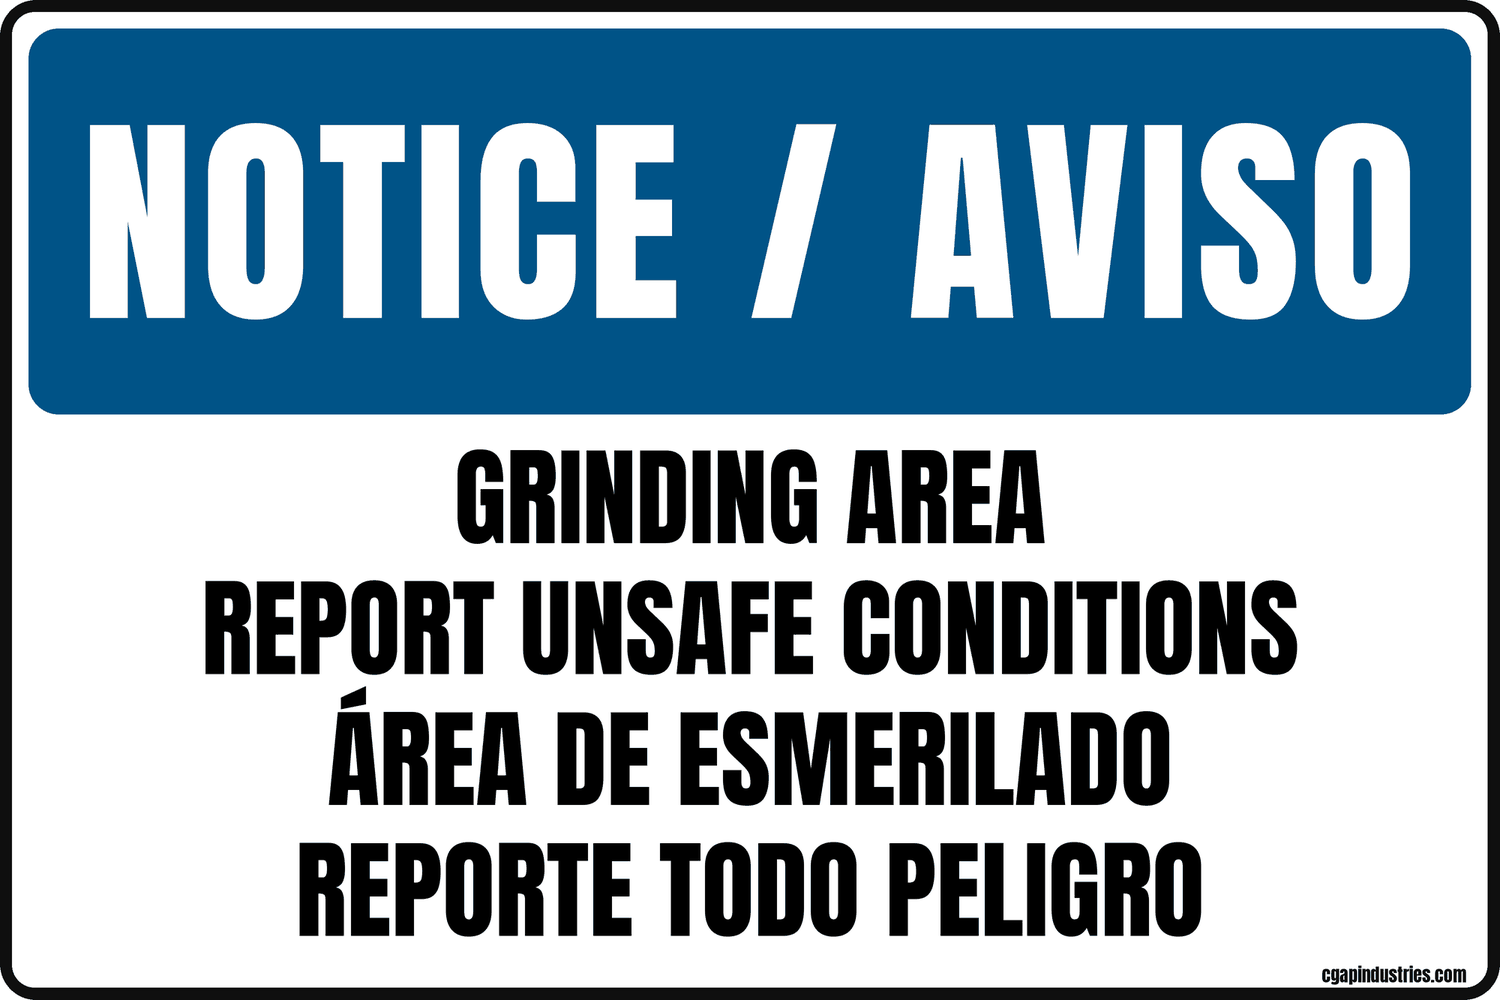 NOTICE / AVISO
GRINDING AREA
REPORT UNSAFE CONDITIONS
ÁREA DE ESMERILADO
REPORTE TODO PELIGRO
cgapindustries.com